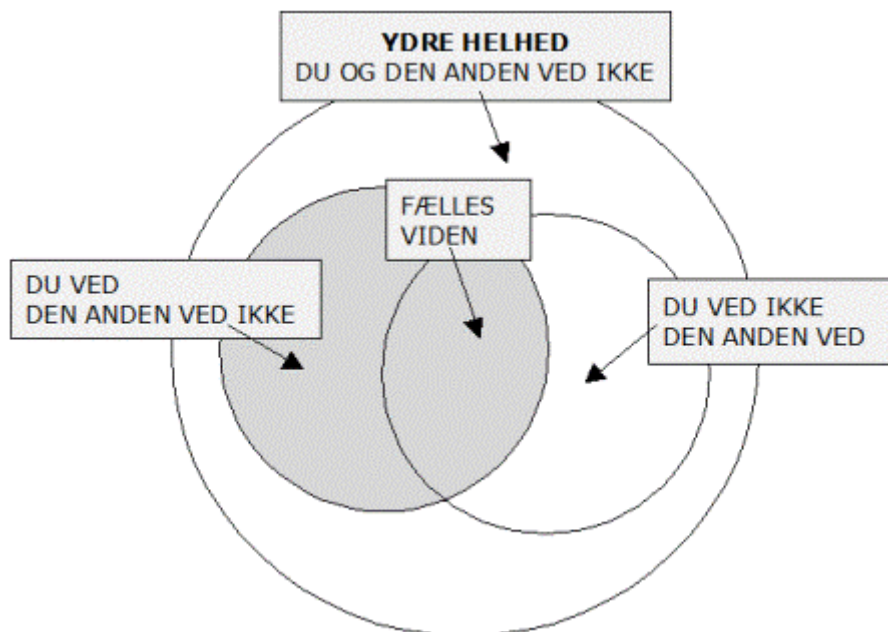 YDRE HELHED
DU OG DEN ANDEN VED IKKE
FÆLLES
VIDEN
DU VED
DEN ANDEN VED IKKE
DU VED IKKE
DEN ANDEN VED